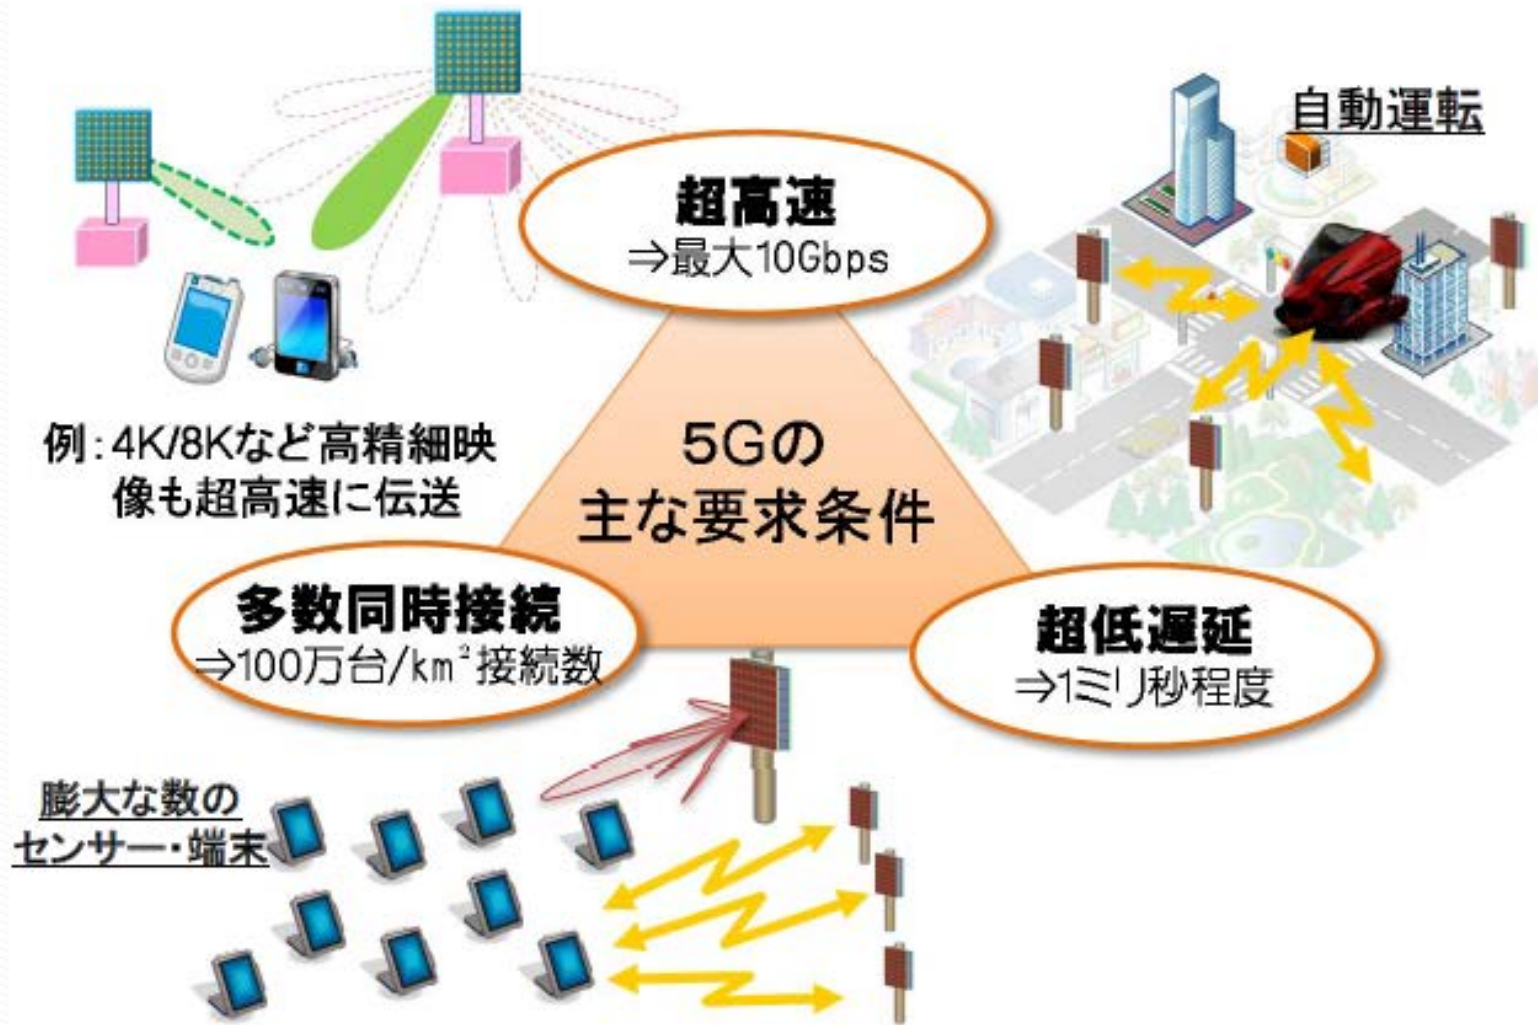 超高速
⇒最大10Gbps
自動運転
例：4K/8Kなど高精細映
像も超高速に伝送
5Gの
主な要求条件
多数同時接続
⇒100万台/km²接続数
超低遅延
⇒1ミリ秒程度
膨大な数の
センサー・端末